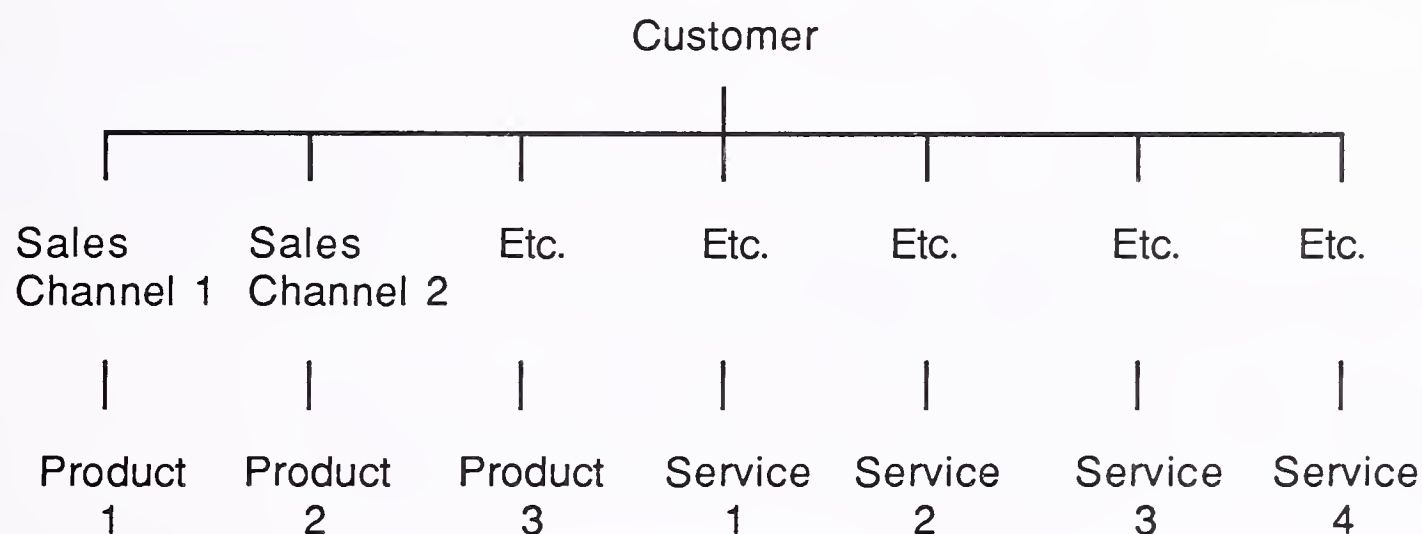 Customer
Sales Sales Etc. Etc. Etc. Etc. Etc.
Channel 1 Channel 2
Product Product Product Service Service Service Service
1 2 3 1 2 3 4